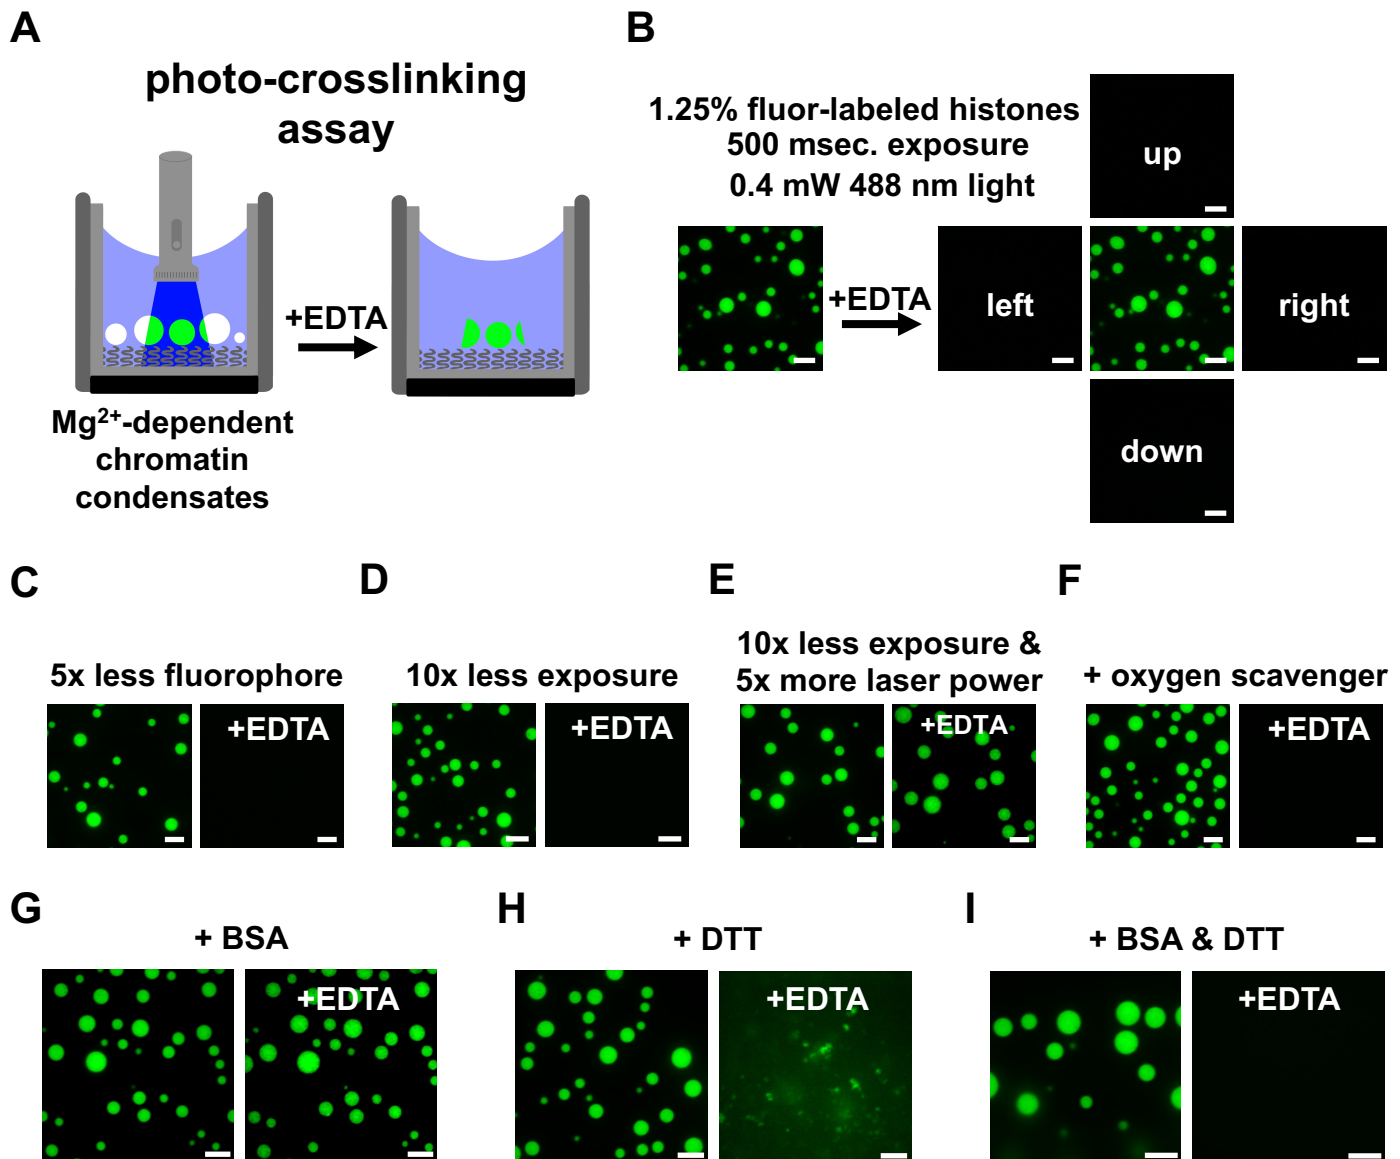 A
photo-crosslinking
assay
+EDTA
Mg²⁺-dependent
chromatin
condensates
B
1.25% fluor-labeled histones
500 msec. exposure
0.4 mW 488 nm light
+EDTA
up
left
right
down
C
5x less fluorophore
+EDTA
D
10x less exposure
+EDTA
E
10x less exposure &
5x more laser power
+EDTA
F
+ oxygen scavenger
+EDTA
G
+ BSA
+EDTA
H
+ DTT
+EDTA
I
+ BSA & DTT
+EDTA